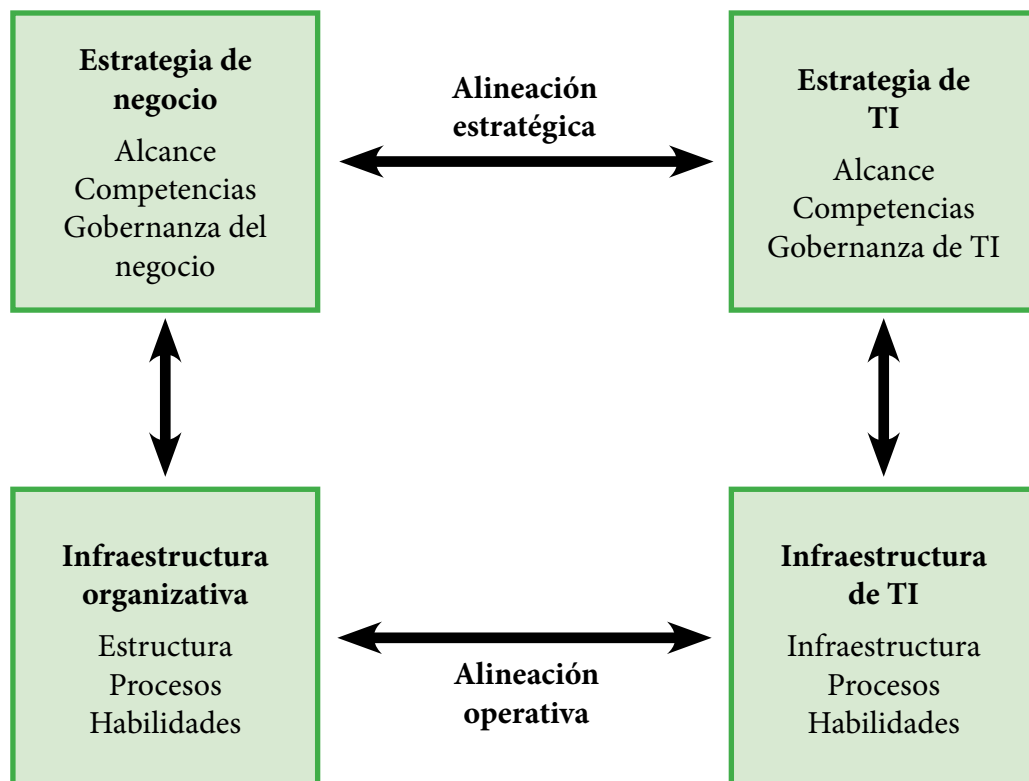 Estrategia de
negocio
Alcance
Competencias
Gobernanza del
negocio
Alineación
estratégica
Estrategia de
TI
Alcance
Competencias
Gobernanza de TI
Infraestructura
organizativa
Estructura
Procesos
Habilidades
Alineación
operativa
Infraestructura
de TI
Infraestructura
Procesos
Habilidades